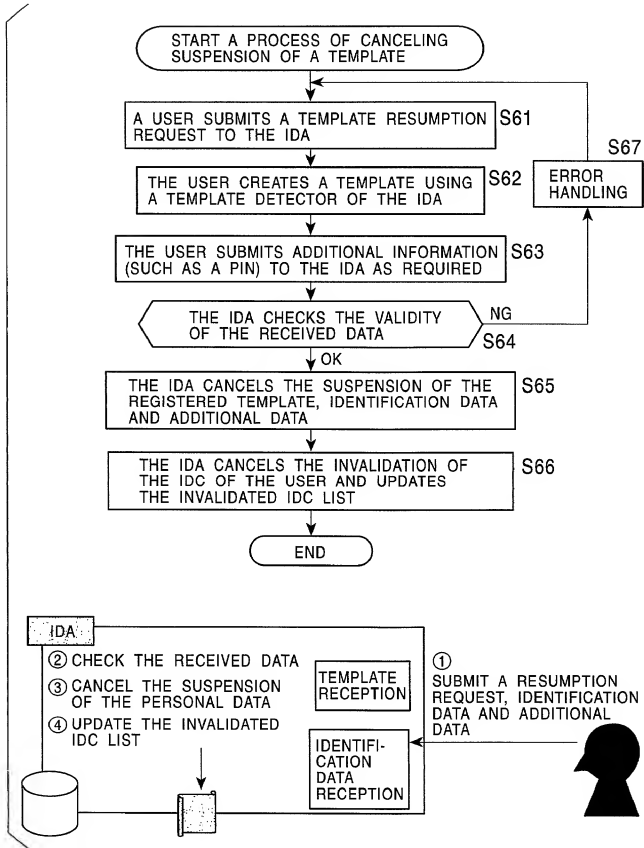 START A PROCESS OF CANCELING
SUSPENSION OF A TEMPLATE
A USER SUBMITS A TEMPLATE RESUMPTION
REQUEST TO THE IDA
S61
S67
ERROR
HANDLING
THE USER CREATES A TEMPLATE USING
A TEMPLATE DETECTOR OF THE IDA
S62
THE USER SUBMITS ADDITIONAL INFORMATION
(SUCH AS A PIN) TO THE IDA AS REQUIRED
S63
THE IDA CHECKS THE VALIDITY
OF THE RECEIVED DATA
NG
S64
OK
THE IDA CANCELS THE SUSPENSION OF THE
REGISTERED TEMPLATE, IDENTIFICATION DATA
AND ADDITIONAL DATA
S65
THE IDA CANCELS THE INVALIDATION OF
THE IDC OF THE USER AND UPDATES
THE INVALIDATED IDC LIST
S66
END
IDA
② CHECK THE RECEIVED DATA
③ CANCEL THE SUSPENSION
OF THE PERSONAL DATA
④ UPDATE THE INVALIDATED
IDC LIST
TEMPLATE
RECEPTION
IDENTIFI-
CATION
DATA
RECEPTION
①
SUBMIT A RESUMPTION
REQUEST, IDENTIFICATION
DATA AND ADDITIONAL
DATA